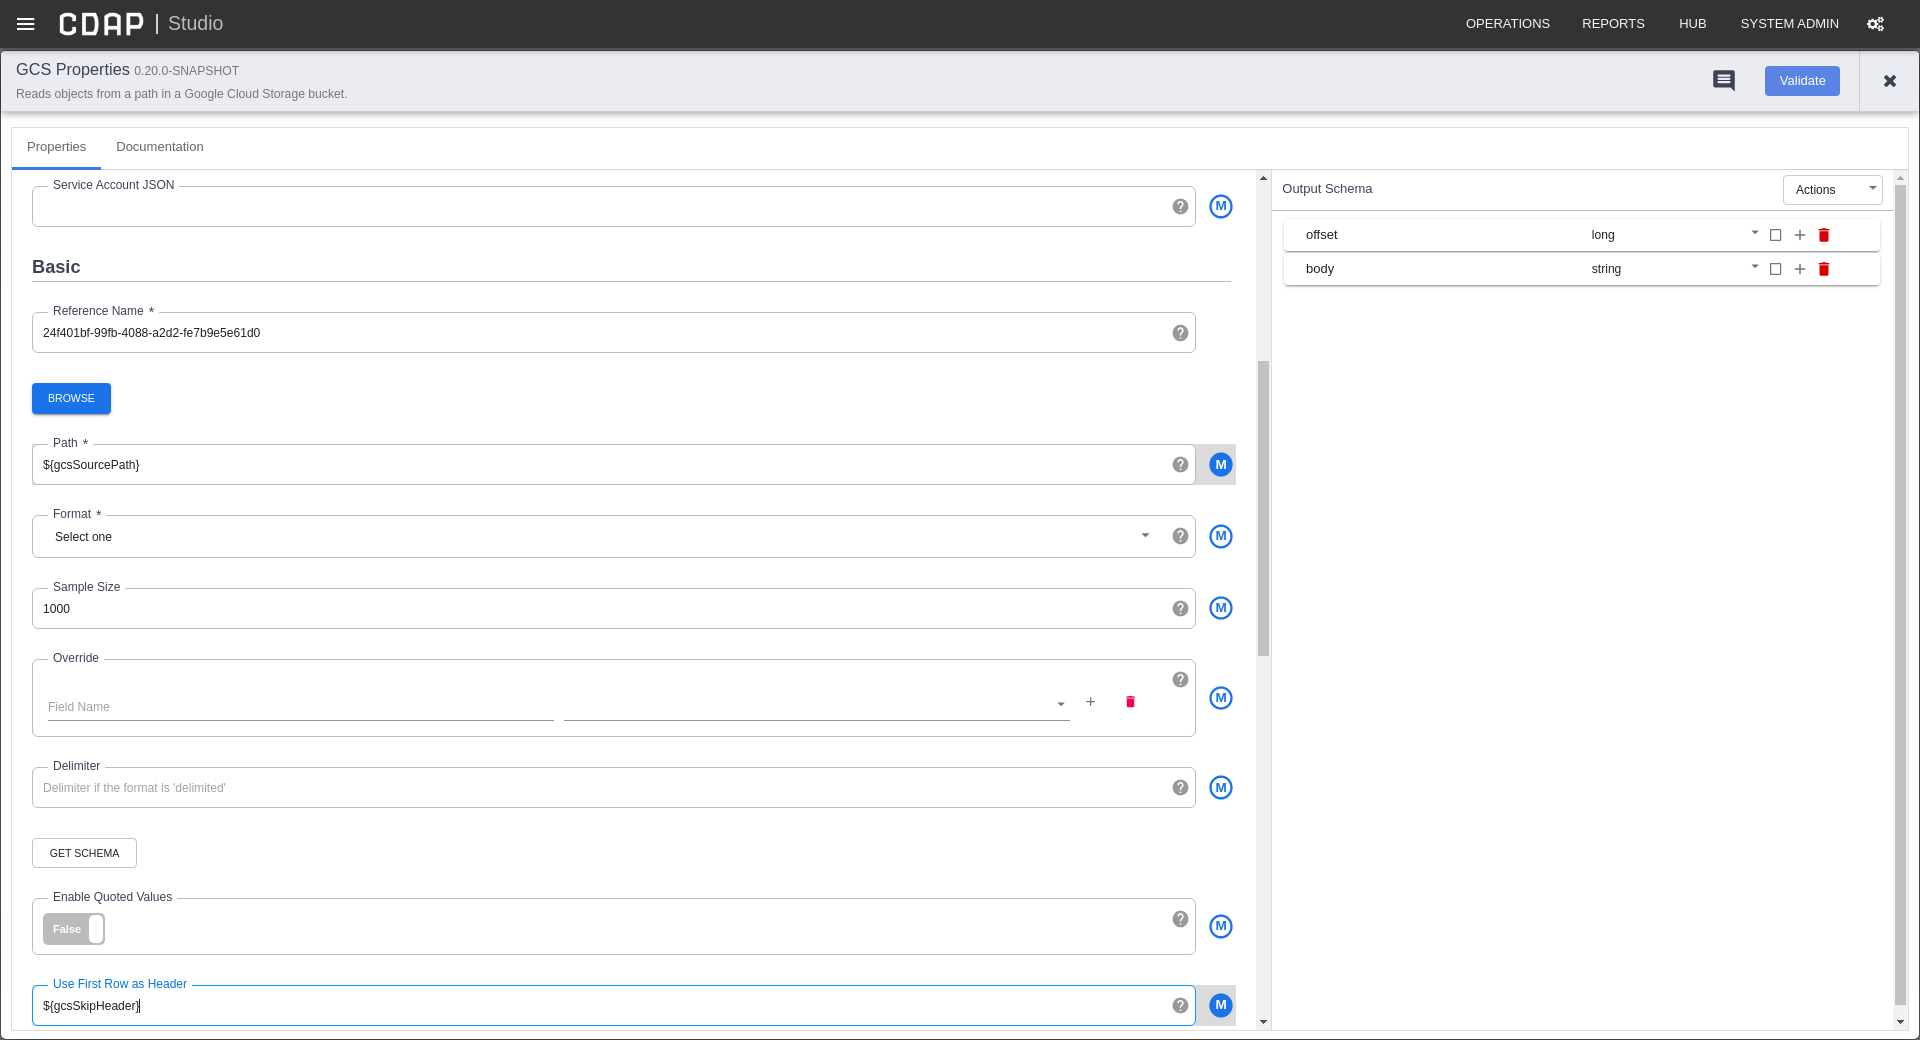 CDAP | Studio
OPERATIONS REPORTS HUB SYSTEM ADMIN
GCS Properties 0.20.0-SNAPSHOT
Reads objects from a path in a Google Cloud Storage bucket.
Validate
Properties Documentation
Service Account JSON
M
Basic
Reference Name *
24f401bf-99fb-4088-a2d2-fe7b9e5e61d0
BROWSE
Path *
${gcsSourcePath}
M
Format *
Select one
M
Sample Size
1000
M
Override
Field Name
M
Delimiter
Delimiter if the format is 'delimited'
M
GET SCHEMA
Enable Quoted Values
False
M
Use First Row as Header
${gcsSkipHeader}
M
Output Schema
Actions
offset long
body string